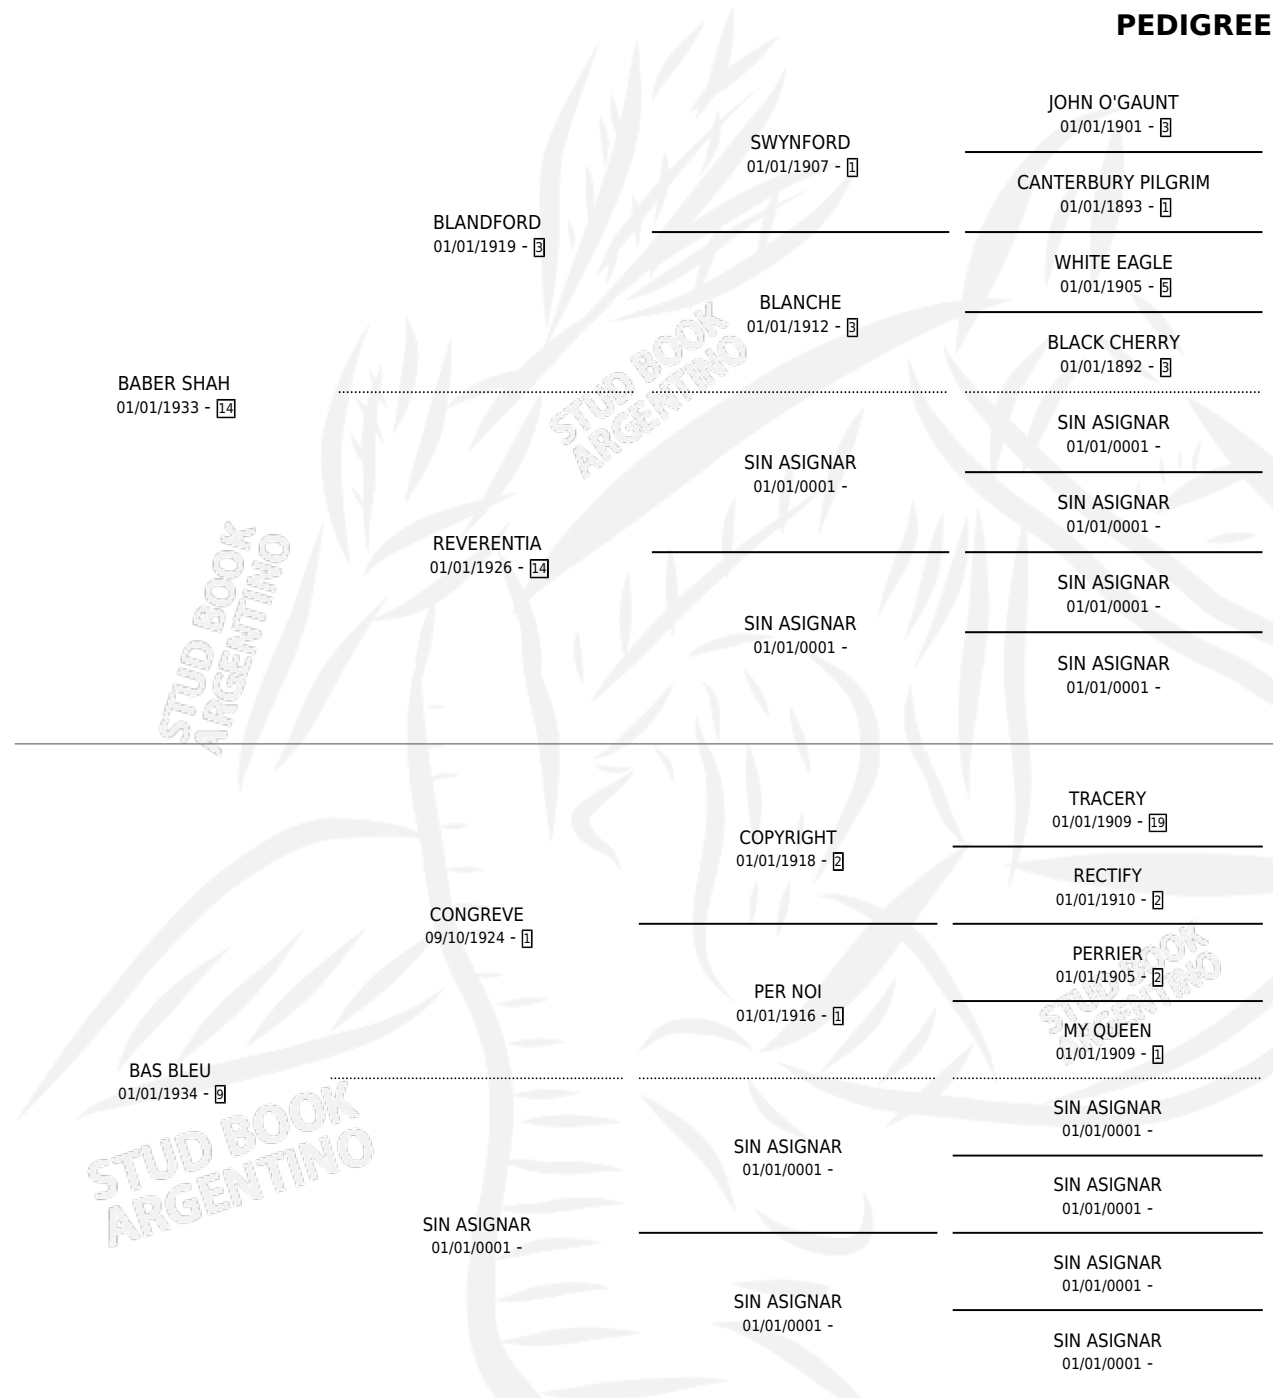 PEDIGREE
JOHN O'GAUNT
01/01/1901 - 3
SWYNFORD
01/01/1907 - 1
CANTERBURY PILGRIM
01/01/1893 - 1
BLANDFORD
01/01/1919 - 3
WHITE EAGLE
01/01/1905 - 5
BLANCHE
01/01/1912 - 3
BLACK CHERRY
01/01/1892 - 3
BABER SHAH
01/01/1933 - 14
SIN ASIGNAR
01/01/0001 -
SIN ASIGNAR
01/01/0001 -
SIN ASIGNAR
01/01/0001 -
REVERENTIA
01/01/1926 - 14
SIN ASIGNAR
01/01/0001 -
SIN ASIGNAR
01/01/0001 -
SIN ASIGNAR
01/01/0001 -
STUD BOOK
ARGENTINO
STUD BOOK
ARGENTINO
TRACERY
01/01/1909 - 19
COPYRIGHT
01/01/1918 - 2
RECTIFY
01/01/1910 - 2
CONGREVE
09/10/1924 - 1
PERRIER
01/01/1905 - 2
PER NOI
01/01/1916 - 1
MY QUEEN
01/01/1909 - 1
BAS BLEU
01/01/1934 - 9
SIN ASIGNAR
01/01/0001 -
SIN ASIGNAR
01/01/0001 -
SIN ASIGNAR
01/01/0001 -
SIN ASIGNAR
01/01/0001 -
SIN ASIGNAR
01/01/0001 -
SIN ASIGNAR
01/01/0001 -
SIN ASIGNAR
01/01/0001 -
STUD BOOK
ARGENTINO
STUD BOOK
ARGENTINO